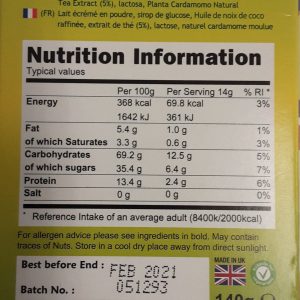 Tea Extract (5%), lactose, Planta Cardamomo Natural
(FR) Lait écrémé en poudre, sirop de glucose, Huile de noix de coco
raffinée, extrait de thé (5%), lactose, naturel cardamome moulue
Nutrition Information
Typical values
Per 100g Per Serving 14g % RI *
Energy 368 kcal 69.8 kcal 3%
1642 kJ 361 kJ
Fat 5.4 g 1.0 g 1%
of which Saturates 3.3 g 0.6 g 3%
Carbohydrates 69.2 g 12.5 g 5%
of which sugars 35.4 g 6.4 g 7%
Protein 13.4 g 2.4 g 6%
Salt 0 g 0 g 0%
* Reference Intake of an average adult (8400k/2000kcal)
For allergen advice please see ingredients in bold. May contain
traces of Nuts. Store in a cool dry place away from direct sunlight.
Best before End : FEB 2021
Batch No. : 051293
MADE IN UK
140g